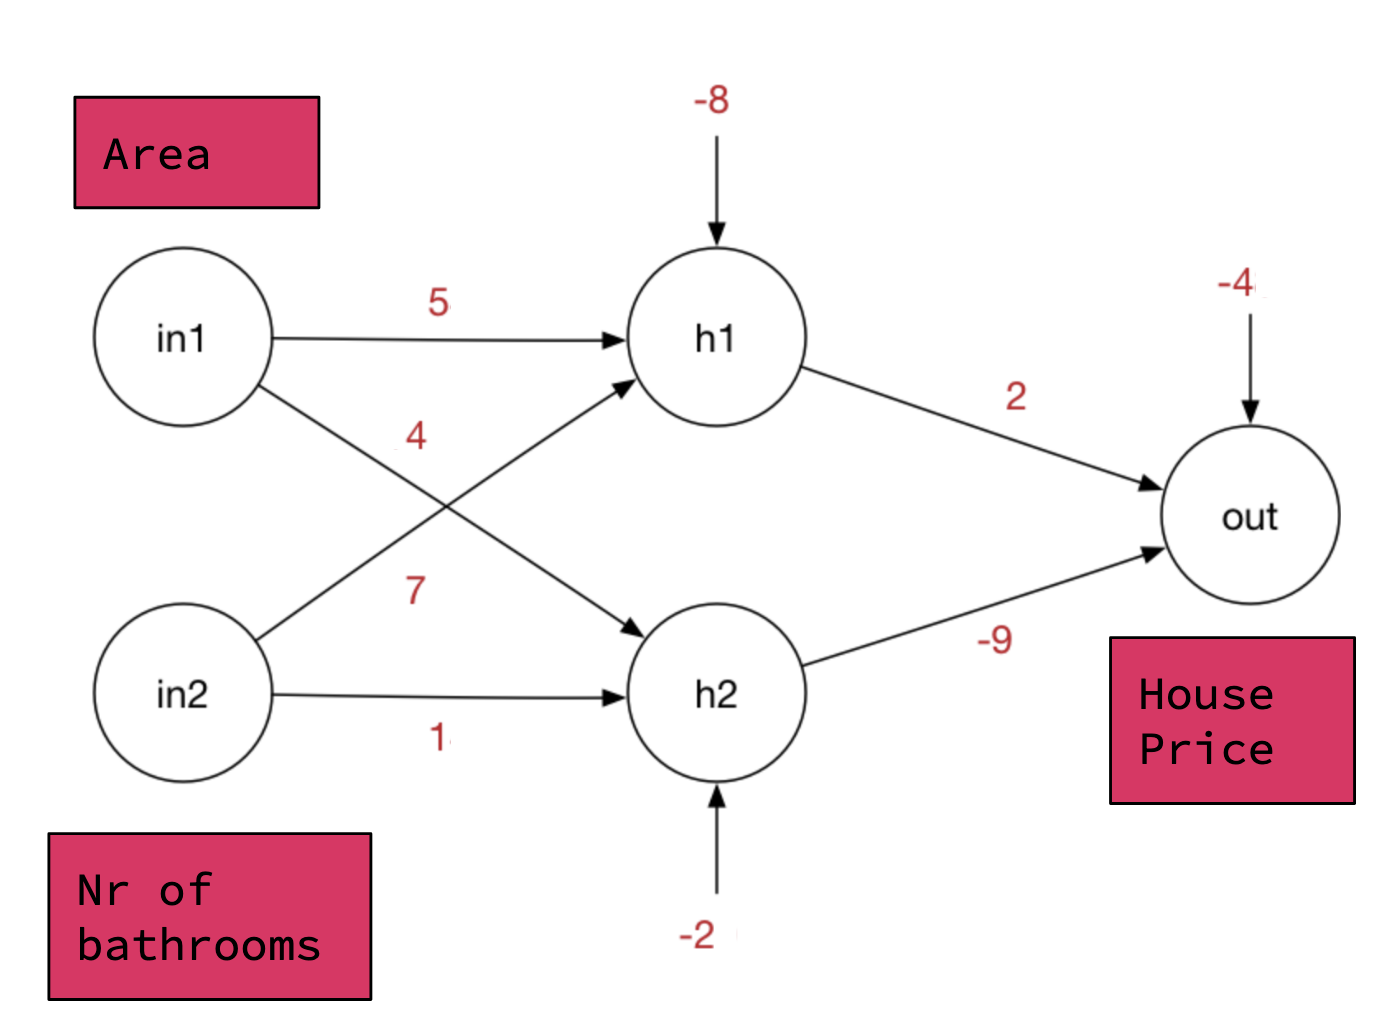 -8
Area
-4
5
in1
h1
2
4
out
7
-9
in2
h2
House
Price
1
Nr of
bathrooms
-2